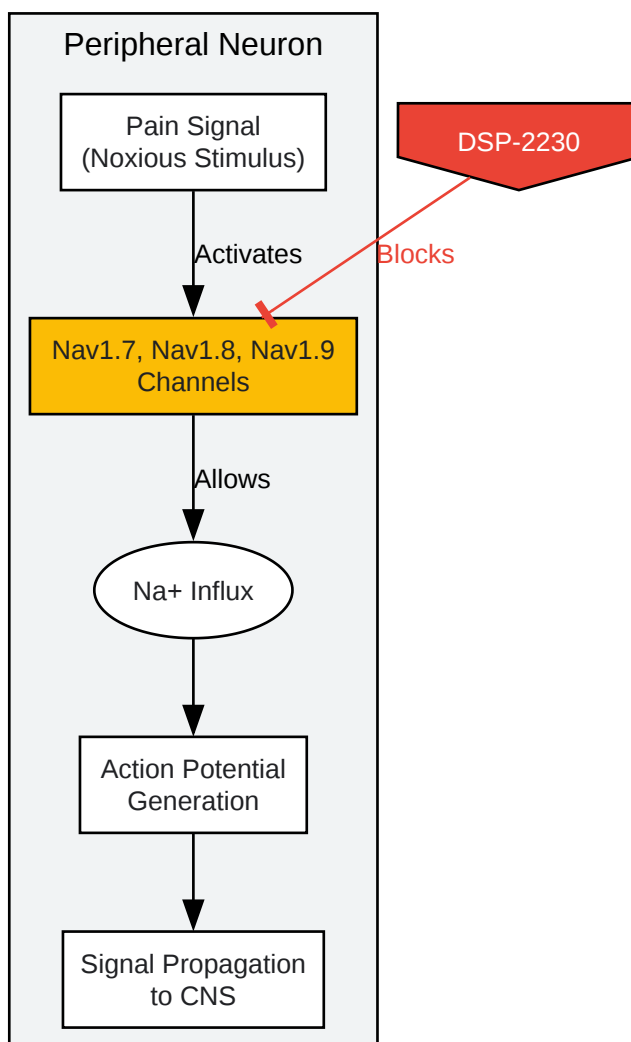 Peripheral Neuron
Pain Signal
(Noxious Stimulus)
DSP-2230
Activates
Blocks
Nav1.7, Nav1.8, Nav1.9
Channels
Allows
Na+ Influx
Action Potential
Generation
Signal Propagation
to CNS